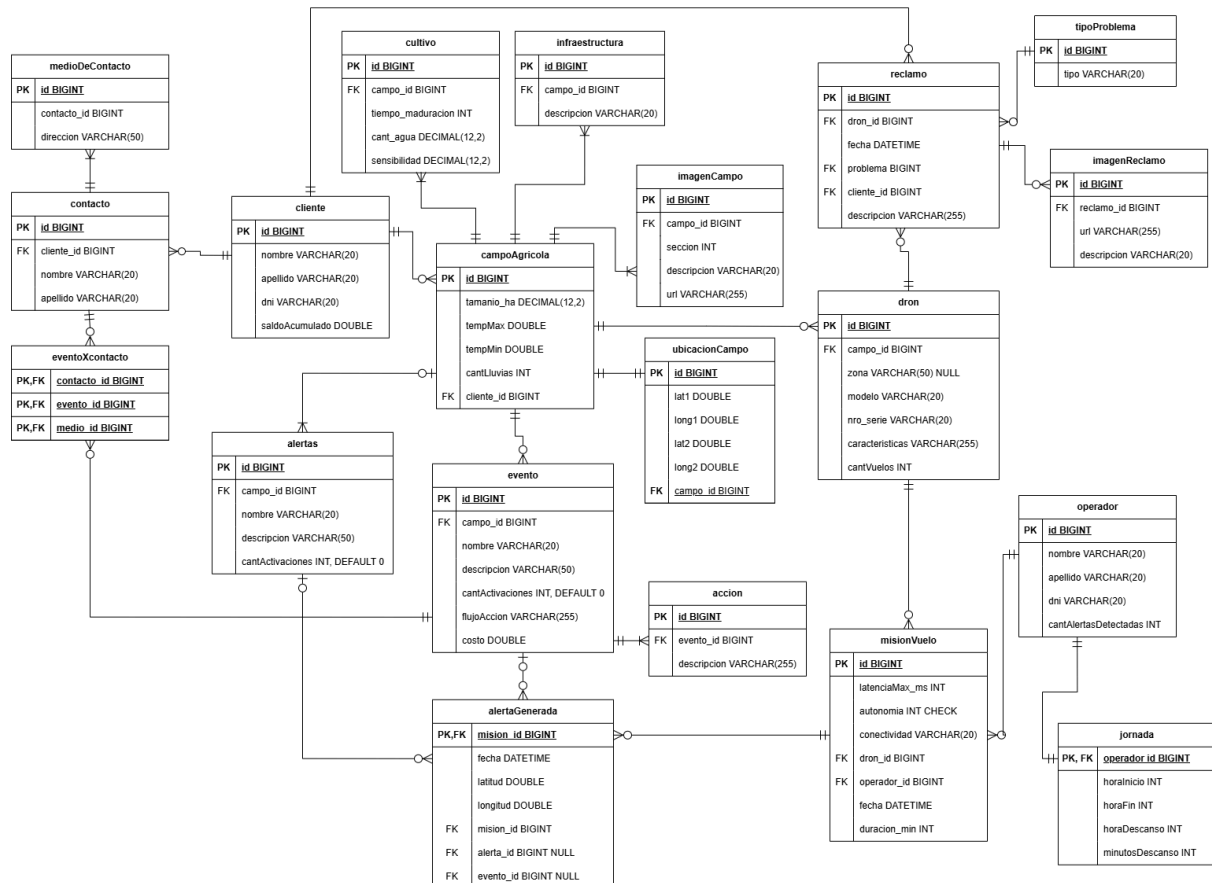 medioDeContacto
PK id BIGINT
contacto_id BIGINT
direccion VARCHAR(50)
contacto
PK id BIGINT
FK cliente_id BIGINT
nombre VARCHAR(20)
apellido VARCHAR(20)
eventoXcontacto
PK,FK contacto_id BIGINT
PK,FK evento_id BIGINT
PK,FK medio_id BIGINT
cliente
PK id BIGINT
nombre VARCHAR(20)
apellido VARCHAR(20)
dni VARCHAR(20)
saldoAcumulado DOUBLE
cultivo
PK id BIGINT
FK campo_id BIGINT
tiempo_maduracion INT
cant_agua DECIMAL(12,2)
sensibilidad DECIMAL(12,2)
infraestructura
PK id BIGINT
FK campo_id BIGINT
descripcion VARCHAR(20)
imagenCampo
PK id BIGINT
FK campo_id BIGINT
seccion INT
descripcion VARCHAR(20)
url VARCHAR(255)
campoAgricola
PK id BIGINT
tamanio_ha DECIMAL(12,2)
tempMax DOUBLE
tempMin DOUBLE
cantLluvias INT
FK cliente_id BIGINT
ubicacionCampo
PK id BIGINT
lat1 DOUBLE
long1 DOUBLE
lat2 DOUBLE
long2 DOUBLE
FK campo_id BIGINT
alertas
PK id BIGINT
FK campo_id BIGINT
nombre VARCHAR(20)
descripcion VARCHAR(50)
cantActivaciones INT, DEFAULT 0
evento
PK id BIGINT
FK campo_id BIGINT
nombre VARCHAR(20)
descripcion VARCHAR(50)
cantActivaciones INT, DEFAULT 0
flujoAccion VARCHAR(255)
costo DOUBLE
accion
PK id BIGINT
FK evento_id BIGINT
descripcion VARCHAR(255)
alertaGenerada
PK,FK mision_id BIGINT
fecha DATETIME
latitud DOUBLE
longitud DOUBLE
FK mision_id BIGINT
FK alerta_id BIGINT NULL
FK evento_id BIGINT NULL
tipoProblema
PK id BIGINT
tipo VARCHAR(20)
reclamo
PK id BIGINT
FK dron_id BIGINT
fecha DATETIME
FK problema BIGINT
FK cliente_id BIGINT
descripcion VARCHAR(255)
imagenReclamo
PK id BIGINT
FK reclamo_id BIGINT
url VARCHAR(255)
descripcion VARCHAR(20)
dron
PK id BIGINT
FK campo_id BIGINT
zona VARCHAR(50) NULL
modelo VARCHAR(20)
nro_serie VARCHAR(20)
caracteristicas VARCHAR(255)
cantVuelos INT
operador
PK id BIGINT
nombre VARCHAR(20)
apellido VARCHAR(20)
dni VARCHAR(20)
cantAlertasDetectadas INT
misionVuelo
PK id BIGINT
latenciaMax_ms INT
autonomia INT CHECK
conectividad VARCHAR(20)
FK dron_id BIGINT
FK operador_id BIGINT
fecha DATETIME
duracion_min INT
jornada
PK, FK operador id BIGINT
horaInicio INT
horaFin INT
horaDescanso INT
minutosDescanso INT